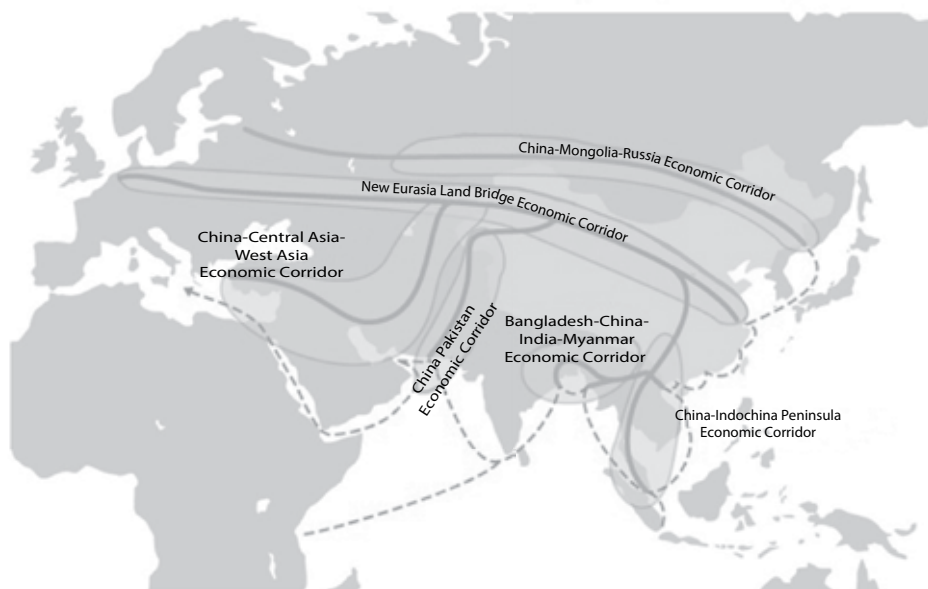 China-Mongolia-Russia Economic Corridor
New Eurasia Land Bridge Economic Corridor
China-Central Asia-
West Asia
Economic Corridor
China Pakistan
Economic Corridor
Bangladesh-China-
India-Myanmar
Economic Corridor
China-Indochina Peninsula
Economic Corridor